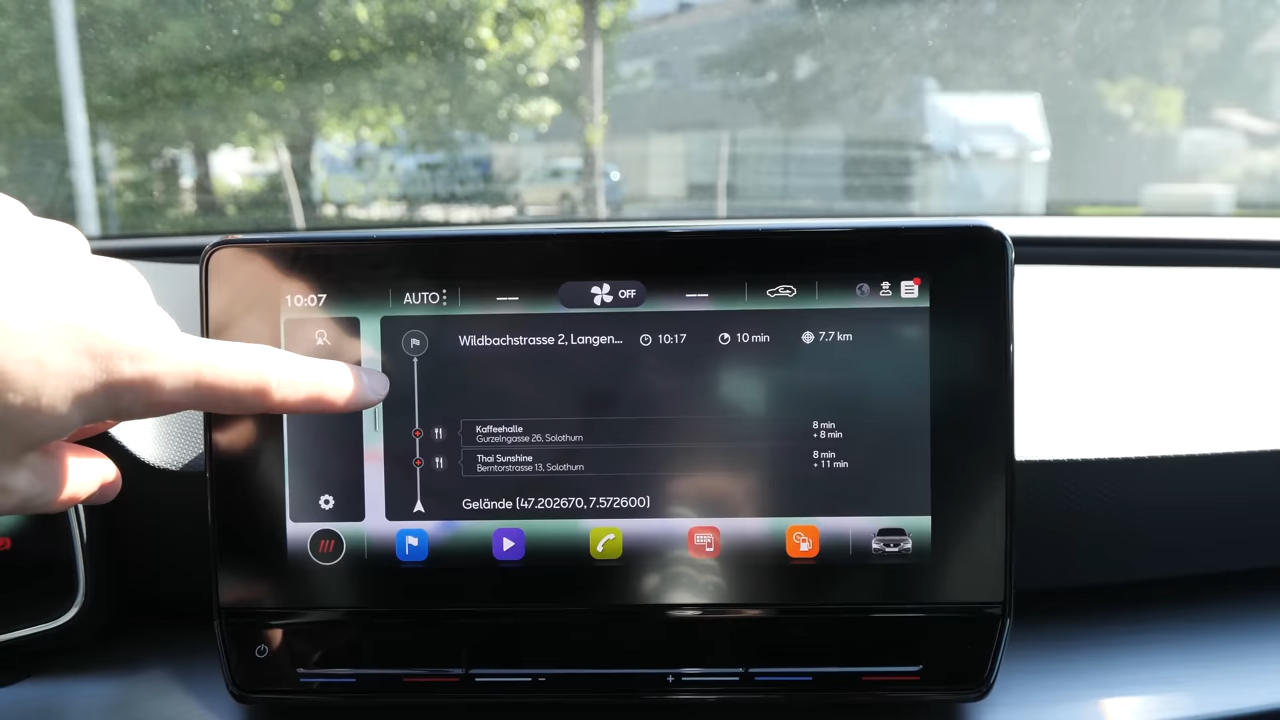 10:07 AUTO -- OFF --
Wildbachstrasse 2, Langen... 10:17 10 min 7.7 km
Kaffeehalle 8 min
Gurzelngasse 26, Solothurn + 8 min
Thai Sunshine 8 min
Berntorstrasse 13, Solothurn + 11 min
Gelände (47.202670, 7.572600)
- +